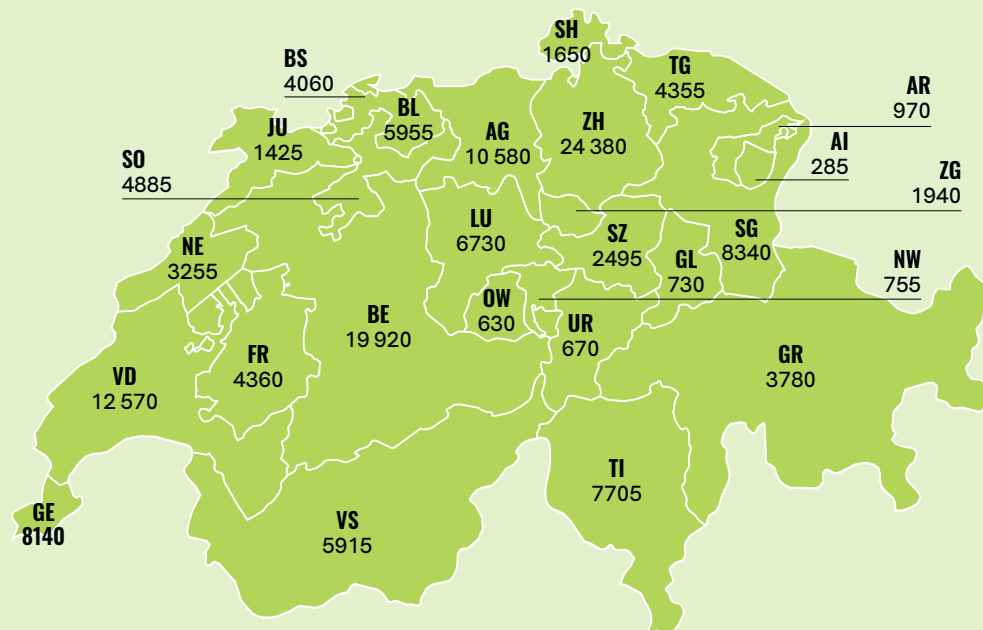 SH
1650
BS
4060
TG
4355
AR
970
BL
5955
JU
1425
AG
10 580
ZH
24 380
AI
285
SO
4885
ZG
1940
LU
6730
SZ
2495
SG
8340
NE
3255
GL
730
NW
755
OW
630
BE
19 920
UR
670
FR
4360
GR
3780
VD
12 570
TI
7705
GE
8140
VS
5915